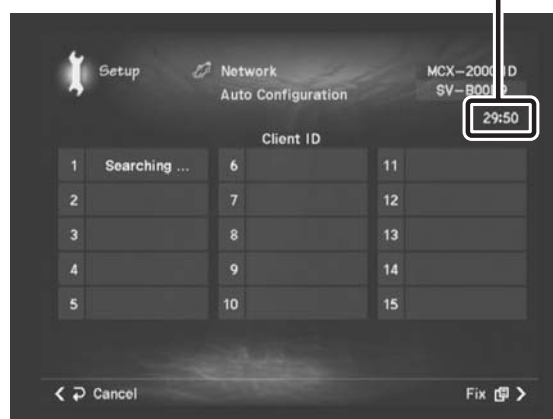 Setup Network MCX-2000
Auto Configuration
29:50
Client ID
1 Searching ... 6 11
2 7 12
3 8 13
4 9 14
5 10 15
Cancel Fix